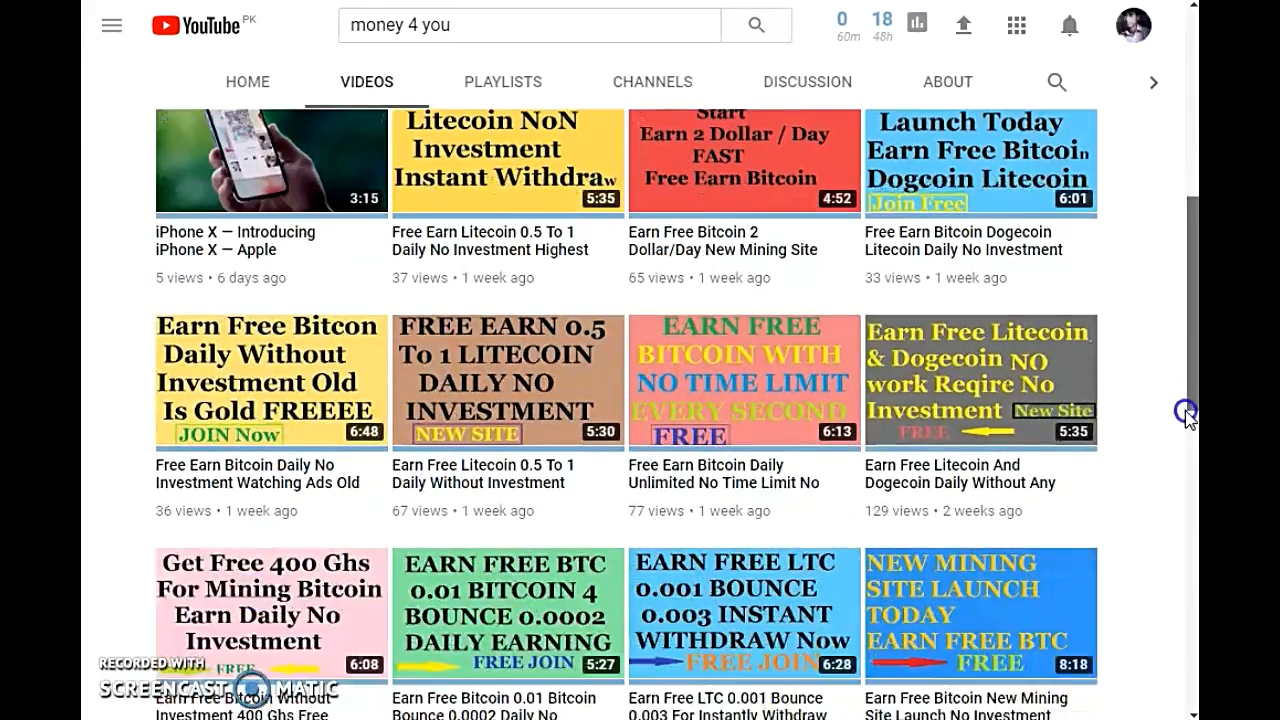 YouTube PK
money 4 you
0
60m
18
48h
HOME
VIDEOS
PLAYLISTS
CHANNELS
DISCUSSION
ABOUT
3:15
iPhone X — Introducing
iPhone X — Apple
5 views • 6 days ago
Litecoin NoN
Investment
Instant Withdraw
5:35
Free Earn Litecoin 0.5 To 1
Daily No Investment Highest
37 views • 1 week ago
Start
Earn 2 Dollar / Day
FAST
Free Earn Bitcoin
4:52
Earn Free Bitcoin 2
Dollar/Day New Mining Site
65 views • 1 week ago
Launch Today
Earn Free Bitcoin
Dogcoin Litecoin
Join Free
6:01
Free Earn Bitcoin Dogecoin
Litecoin Daily No Investment
33 views • 1 week ago
Earn Free Bitcon
Daily Without
Investment Old
Is Gold FREEEE
JOIN Now
6:48
Free Earn Bitcoin Daily No
Investment Watching Ads Old
36 views • 1 week ago
FREE EARN 0.5
To 1 LITECOIN
DAILY NO
INVESTMENT
NEW SITE
5:30
Earn Free Litecoin 0.5 To 1
Daily Without Investment
67 views • 1 week ago
EARN FREE
BITCOIN WITH
NO TIME LIMIT
EVERY SECOND
FREE
6:13
Free Earn Bitcoin Daily
Unlimited No Time Limit No
77 views • 1 week ago
Earn Free Litecoin
& Dogecoin NO
work Reqire No
Investment New Site
FREE
5:35
Earn Free Litecoin And
Dogecoin Daily Without Any
129 views • 2 weeks ago
Get Free 400 Ghs
For Mining Bitcoin
Earn Daily No
Investment
FREE
6:08
Earn Free Bitcoin Without
Investment 400 Ghs Free
EARN FREE BTC
0.01 BITCOIN 4
BOUNCE 0.0002
DAILY EARNING
FREE JOIN
5:27
Earn Free Bitcoin 0.01 Bitcoin
Bounce 0.0002 Daily No
EARN FREE LTC
0.001 BOUNCE
0.003 INSTANT
WITHDRAW Now
FREE JOIN
6:28
Earn Free LTC 0.001 Bounce
0.003 For Instantly Withdraw
NEW MINING
SITE LAUNCH
TODAY
EARN FREE BTC
FREE
8:18
Earn Free Bitcoin New Mining
Site Launch No Investment
RECORDED WITH
SCREENCAST MATIC